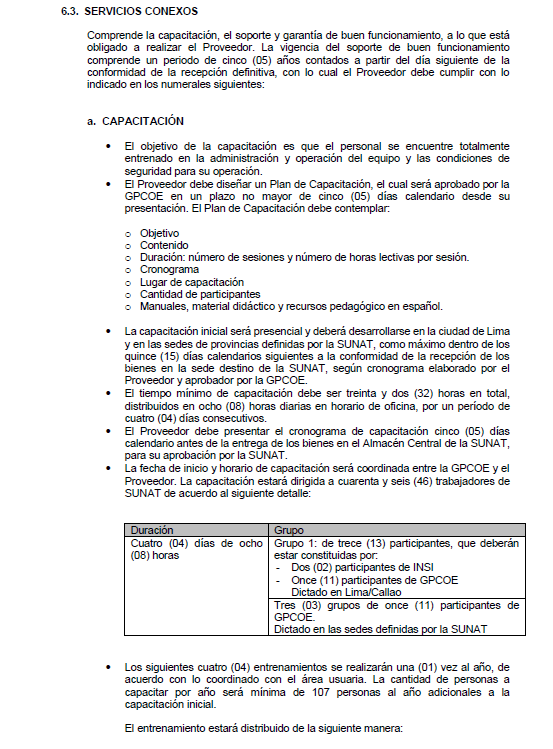 6.3. SERVICIOS CONEXOS
Comprende la capacitación, el soporte y garantía de buen funcionamiento, a lo que está
obligado a realizar el Proveedor. La vigencia del soporte de buen funcionamiento
comprende un periodo de cinco (05) años contados a partir del día siguiente de la
conformidad de la recepción definitiva, con lo cual el Proveedor debe cumplir con lo
indicado en los numerales siguientes:
a. CAPACITACIÓN
• El objetivo de la capacitación es que el personal se encuentre totalmente
entrenado en la administración y operación del equipo y las condiciones de
seguridad para su operación.
• El Proveedor debe diseñar un Plan de Capacitación, el cual será aprobado por la
GPCOE en un plazo no mayor de cinco (05) días calendario desde su
presentación. El Plan de Capacitación debe contemplar:
o Objetivo
o Contenido
o Duración: número de sesiones y número de horas lectivas por sesión.
o Cronograma
o Lugar de capacitación
o Cantidad de participantes
o Manuales, material didáctico y recursos pedagógico en español.
• La capacitación inicial será presencial y deberá desarrollarse en la ciudad de Lima
y en las sedes de provincias definidas por la SUNAT, como máximo dentro de los
quince (15) días calendarios siguientes a la conformidad de la recepción de los
bienes en la sede destino de la SUNAT, según cronograma elaborado por el
Proveedor y aprobador por la GPCOE.
• El tiempo mínimo de capacitación debe ser treinta y dos (32) horas en total,
distribuidos en ocho (08) horas diarias en horario de oficina, por un período de
cuatro (04) días consecutivos.
• El Proveedor debe presentar el cronograma de capacitación cinco (05) días
calendario antes de la entrega de los bienes en el Almacén Central de la SUNAT,
para su aprobación por la SUNAT.
• La fecha de inicio y horario de capacitación será coordinada entre la GPCOE y el
Proveedor. La capacitación estará dirigida a cuarenta y seis (46) trabajadores de
SUNAT de acuerdo al siguiente detalle:
Duración Grupo
Cuatro (04) días de ocho Grupo 1: de trece (13) participantes, que deberán
(08) horas estar constituidas por:
- Dos (02) participantes de INSI
- Once (11) participantes de GPCOE
Dictado en Lima/Callao
Tres (03) grupos de once (11) participantes de
GPCOE.
Dictado en las sedes definidas por la SUNAT
• Los siguientes cuatro (04) entrenamientos se realizarán una (01) vez al año, de
acuerdo con lo coordinado con el área usuaria. La cantidad de personas a
capacitar por año será mínima de 107 personas al año adicionales a la
capacitación inicial.
El entrenamiento estará distribuido de la siguiente manera: